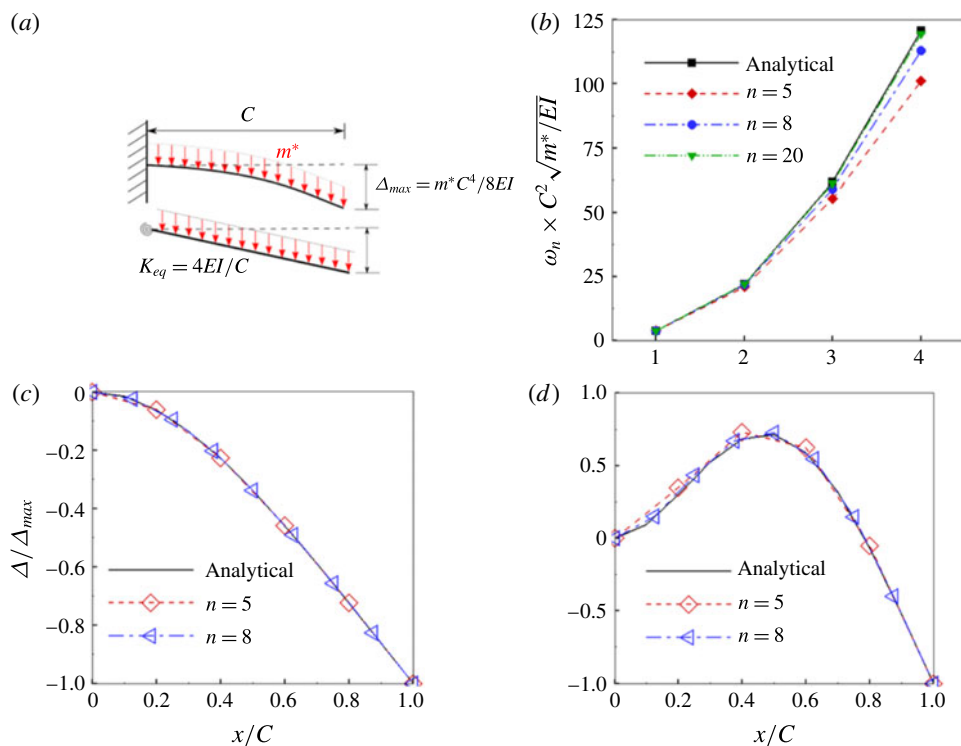 (a)
C
m*
Δmax = m*C⁴/8EI
Keq = 4EI/C
(b)
ωn × C² √m*/EI
125
100
75
50
25
0
1 2 3 4
Analytical
n = 5
n = 8
n = 20
(c)
Δ/Δmax
0
−0.2
−0.4
−0.6
−0.8
−1.0
0 0.2 0.4 0.6 0.8 1.0
x/C
Analytical
n = 5
n = 8
(d)
1.0
0.5
0
−0.5
−1.0
0 0.2 0.4 0.6 0.8 1.0
x/C
Analytical
n = 5
n = 8